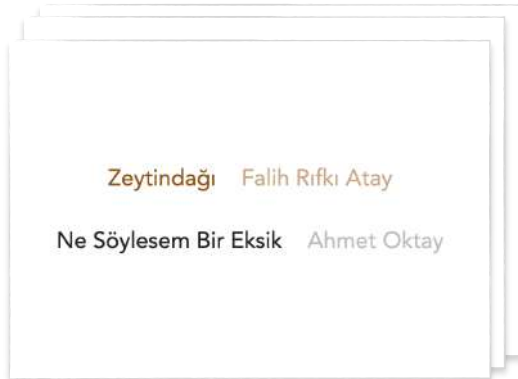 Zeytindağı Falih Rıfkı Atay
Ne Söylesem Bir Eksik Ahmet Oktay